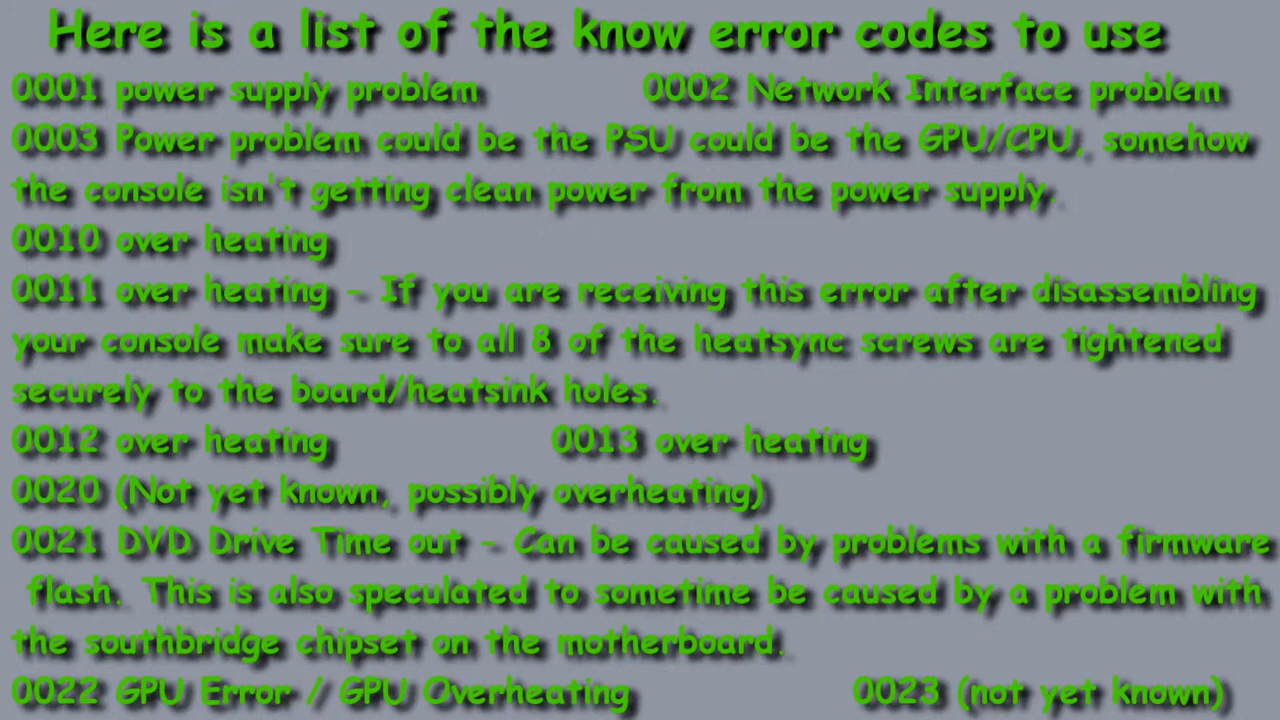 Here is a list of the know error codes to use
0001 power supply problem 0002 Network Interface problem
0003 Power problem could be the PSU could be the GPU/CPU, somehow
the console isn't getting clean power from the power supply.
0010 over heating
0011 over heating - If you are receiving this error after disassembling
your console make sure to all 8 of the heatsync screws are tightened
securely to the board/heatsink holes.
0012 over heating 0013 over heating
0020 (Not yet known, possibly overheating)
0021 DVD Drive Time out - Can be caused by problems with a firmware
flash. This is also speculated to sometime be caused by a problem with
the southbridge chipset on the motherboard.
0022 GPU Error / GPU Overheating 0023 (not yet known)